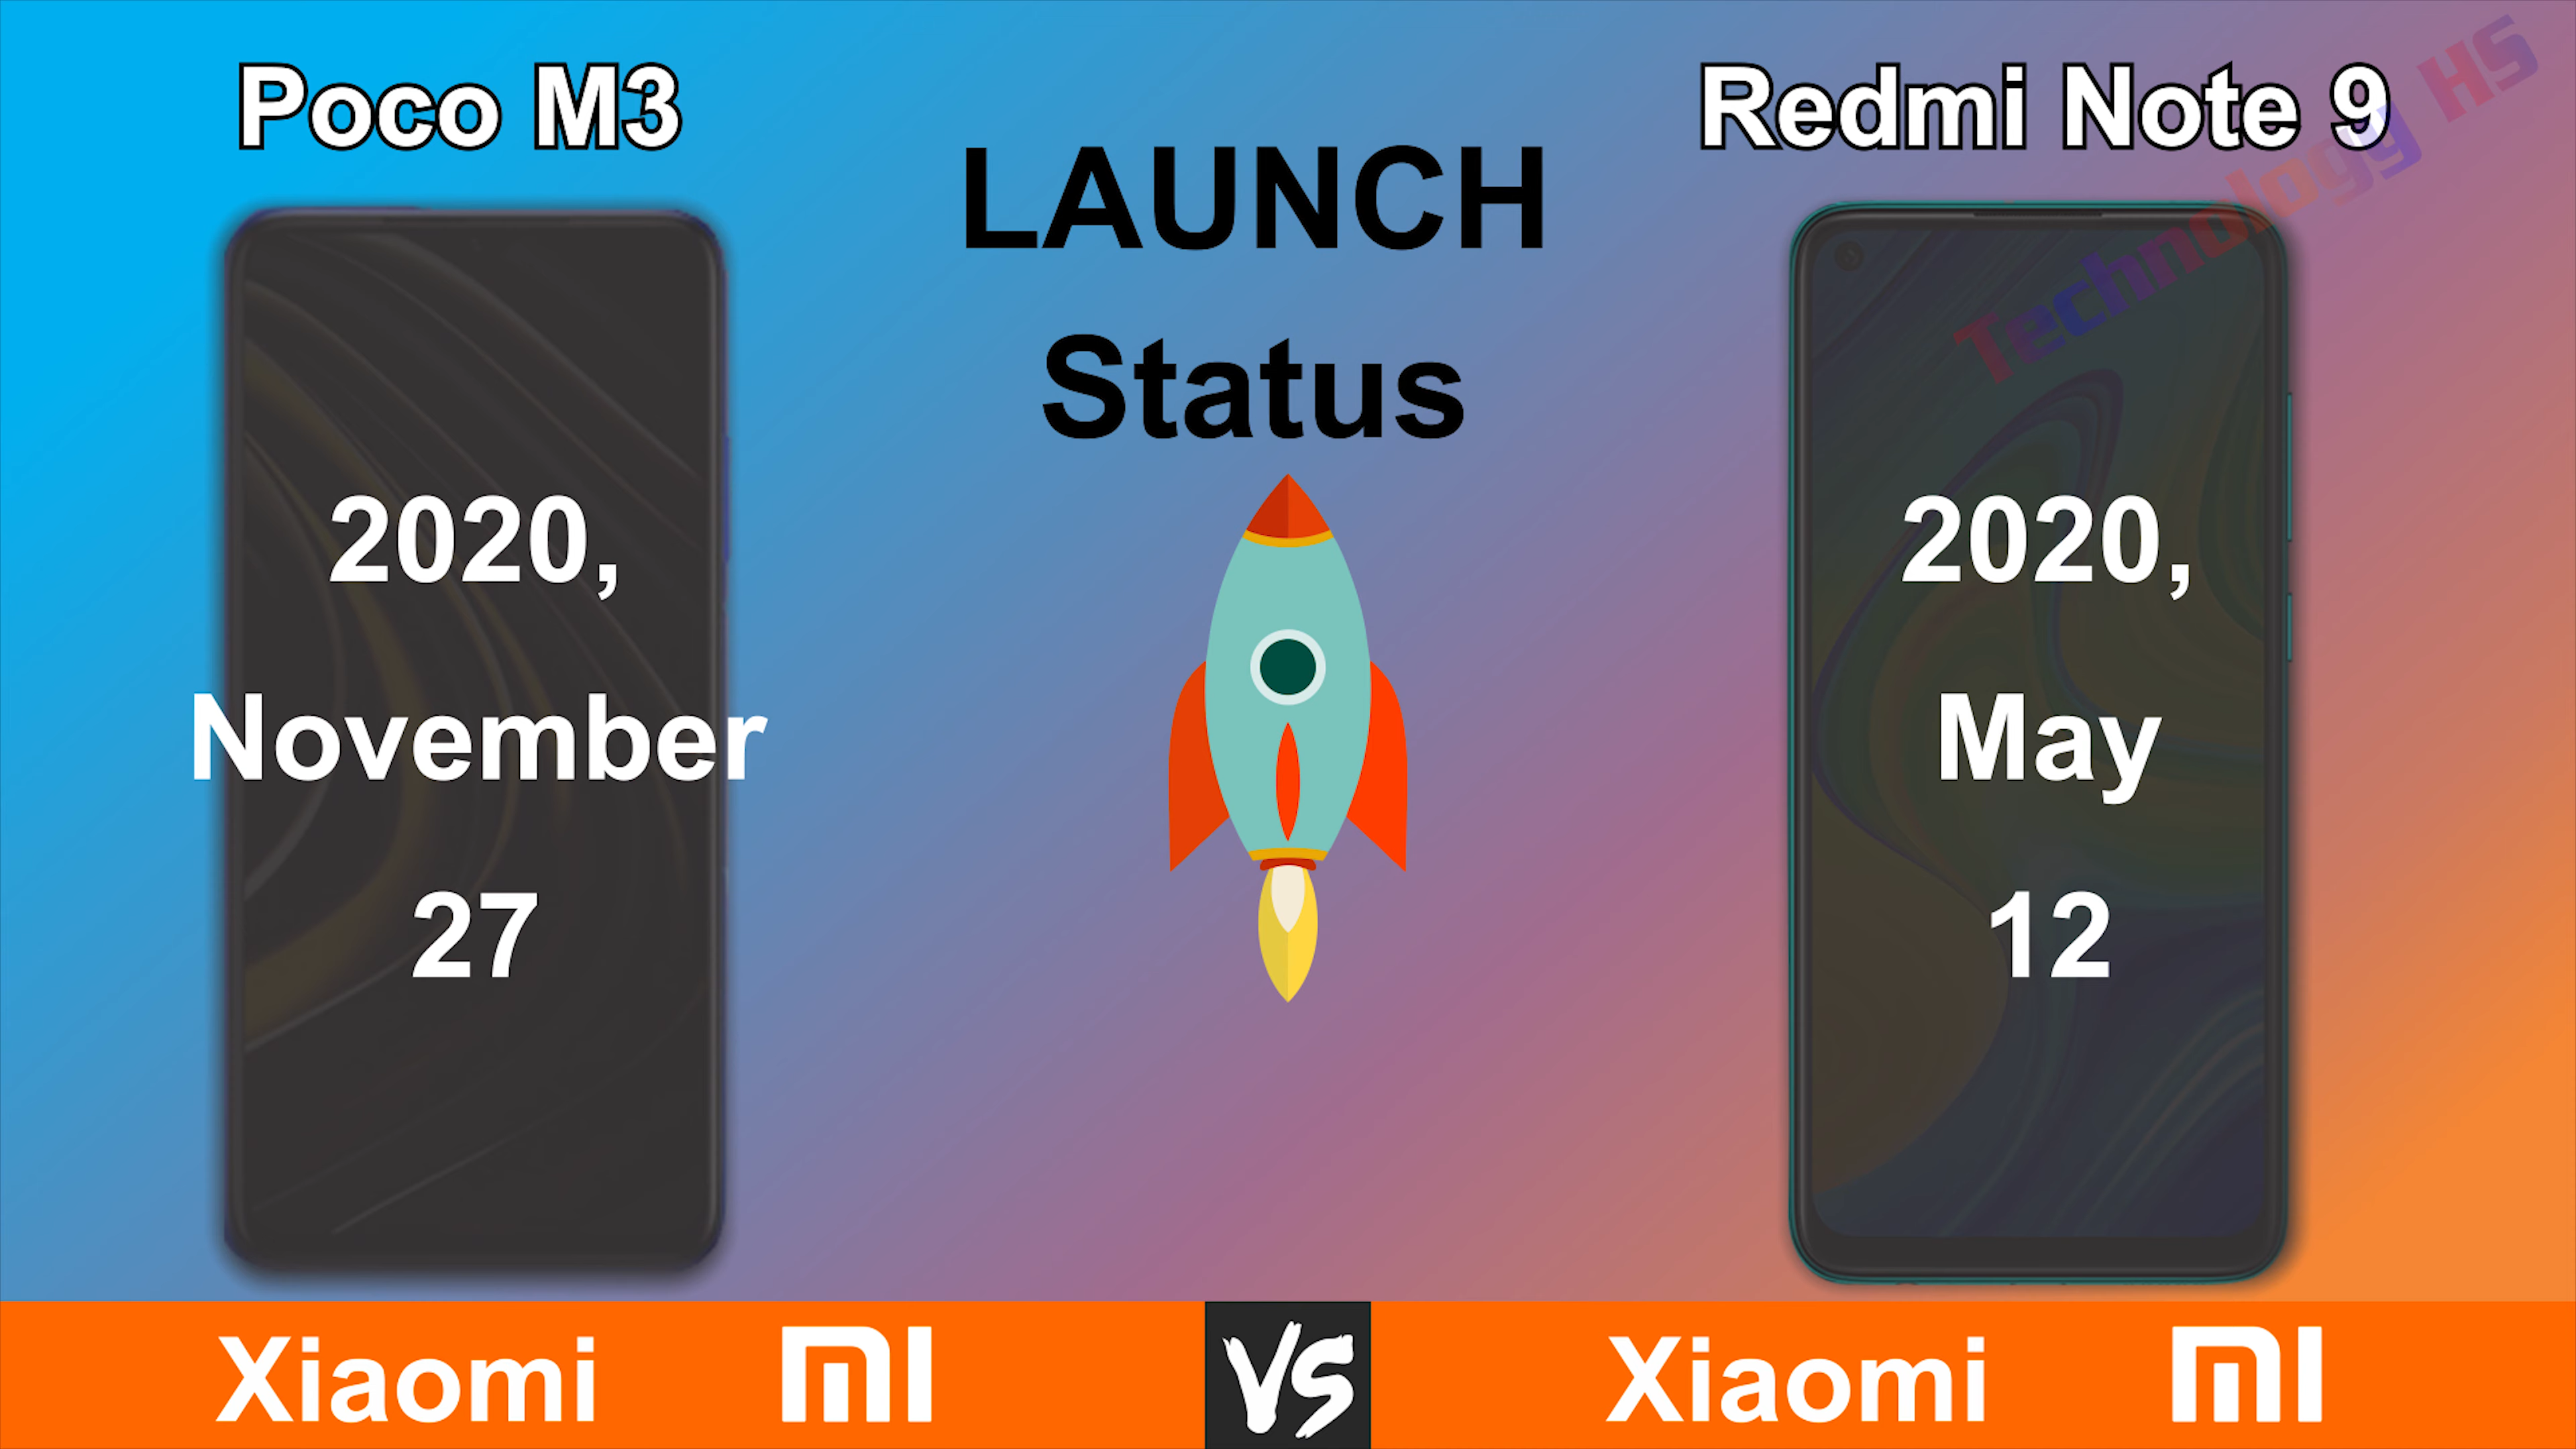 Poco M3
Redmi Note 9
Technology HS
LAUNCH
Status
2020,
November
27
2020,
May
12
Xiaomi
MI
VS
Xiaomi
MI